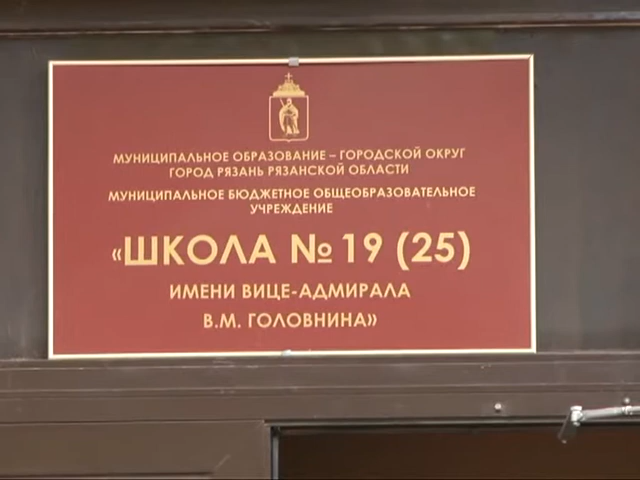 МУНИЦИПАЛЬНОЕ ОБРАЗОВАНИЕ – ГОРОДСКОЙ ОКРУГ
ГОРОД РЯЗАНЬ РЯЗАНСКОЙ ОБЛАСТИ
МУНИЦИПАЛЬНОЕ БЮДЖЕТНОЕ ОБЩЕОБРАЗОВАТЕЛЬНОЕ
УЧРЕЖДЕНИЕ
«ШКОЛА № 19 (25)
ИМЕНИ ВИЦЕ-АДМИРАЛА
В.М. ГОЛОВНИНА»